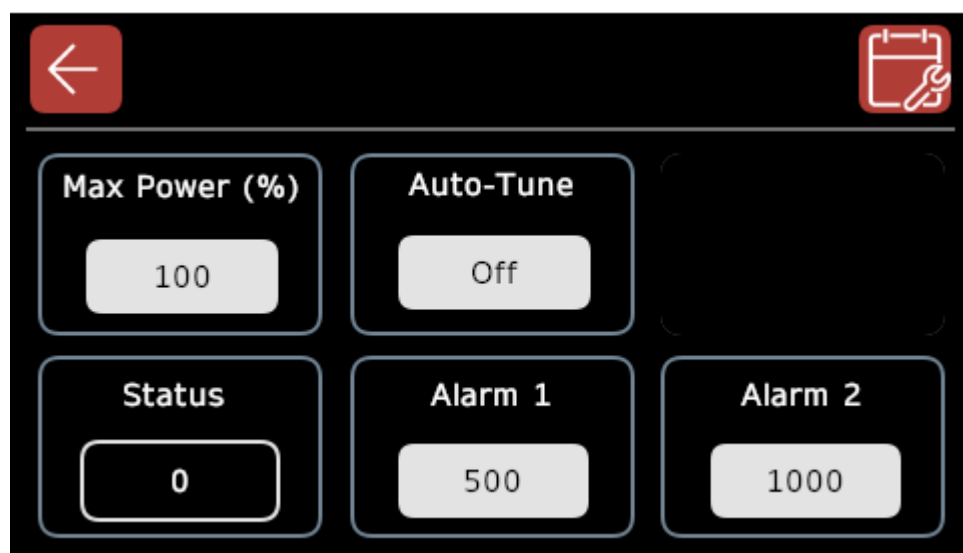 Max Power (%)
Auto-Tune
100
Off
Status
Alarm 1
Alarm 2
0
500
1000